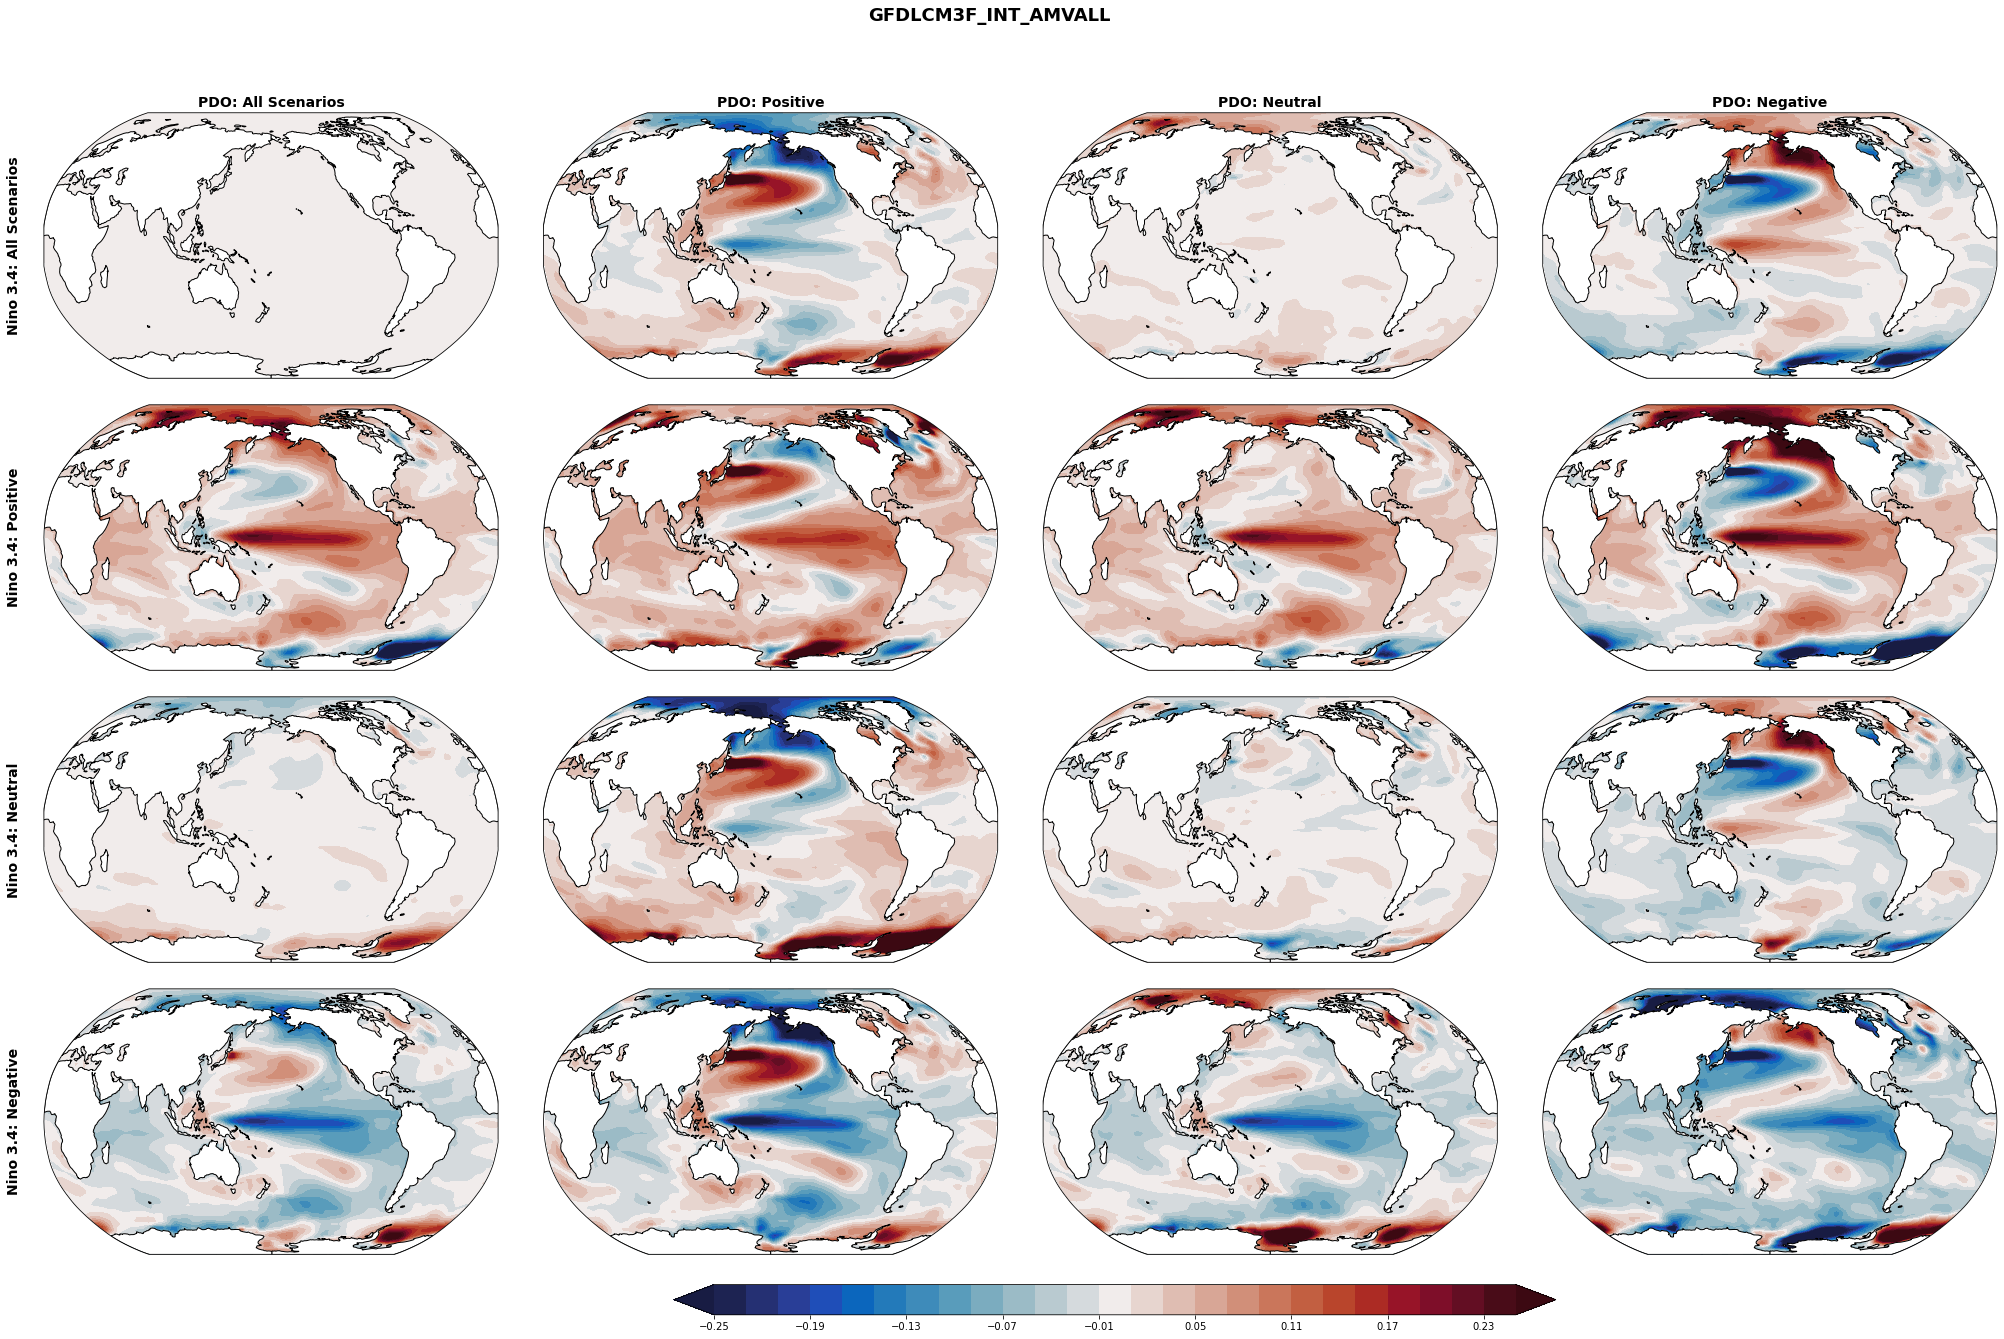 GFDLCM3F_INT_AMVALL
PDO: All Scenarios
PDO: Positive
PDO: Neutral
PDO: Negative
Nino 3.4: All Scenarios
Nino 3.4: Positive
Nino 3.4: Neutral
Nino 3.4: Negative
−0.25
−0.19
−0.13
−0.07
−0.01
0.05
0.11
0.17
0.23